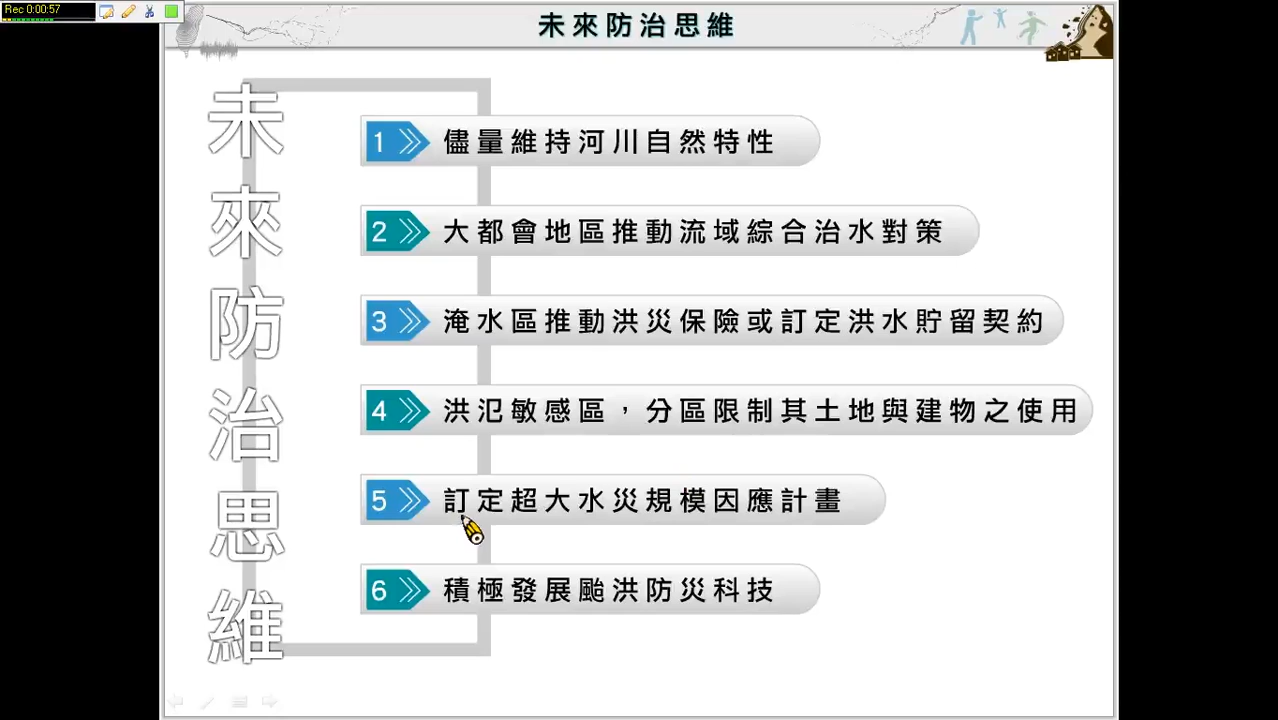 Rec 0:00:57
未來防治思維
未來防治思維
1 儘量維持河川自然特性
2 大都會地區推動流域綜合治水對策
3 淹水區推動洪災保險或訂定洪水貯留契約
4 洪氾敏感區，分區限制其土地與建物之使用
5 訂定超大水災規模因應計畫
6 積極發展颱洪防災科技